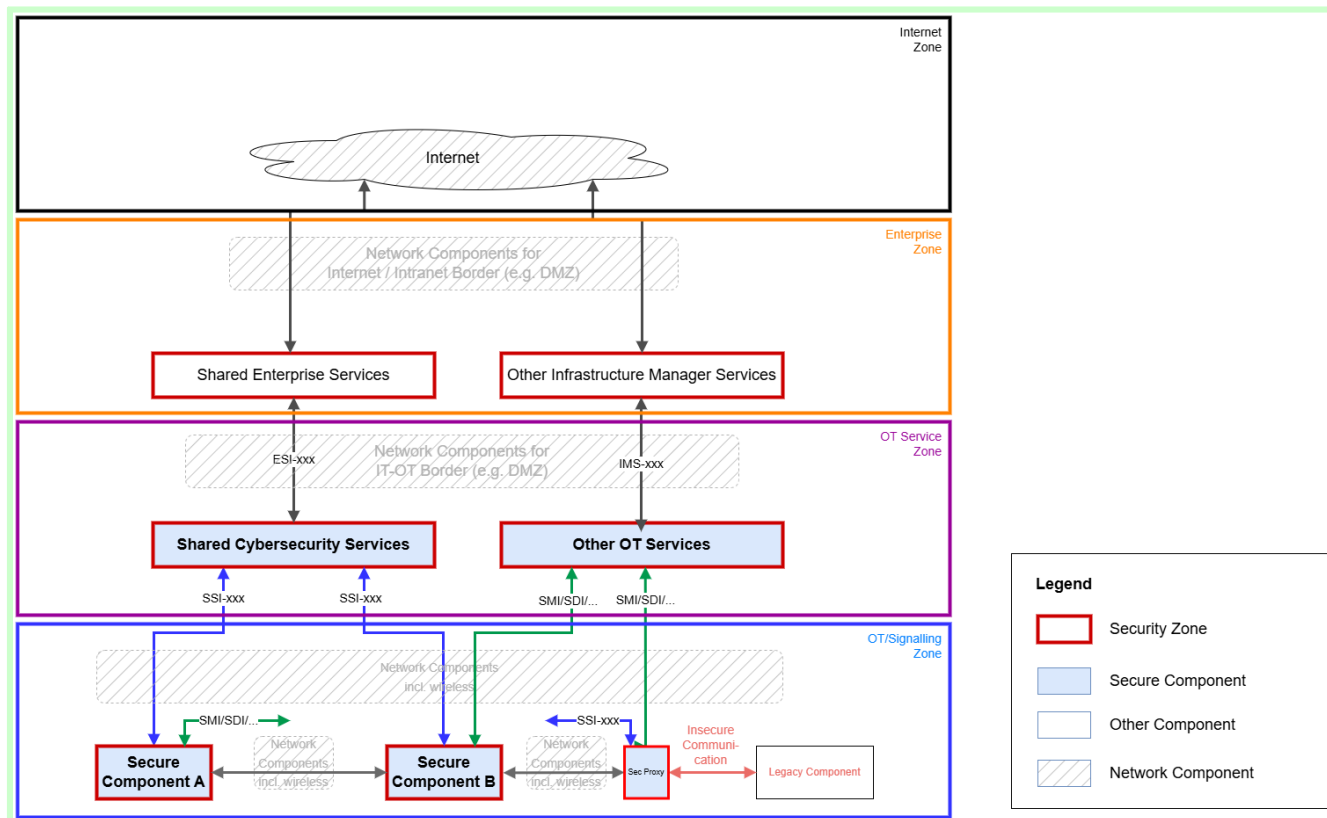 Internet
Zone
Internet
Enterprise
Zone
Network Components for
Internet / Intranet Border (e.g. DMZ)
Shared Enterprise Services
Other Infrastructure Manager Services
OT Service
Zone
Network Components for
IT-OT Border (e.g. DMZ)
ESI-xxx
IMS-xxx
Shared Cybersecurity Services
Other OT Services
SSI-xxx
SSI-xxx
SMI/SDI/...
SMI/SDI/...
OT/Signalling
Zone
Network Components
incl. wireless
SMI/SDI/...
SSI-xxx
Secure
Component A
Network
Components
incl. wireless
Secure
Component B
Network
Components
incl. wireless
Sec Proxy
Insecure
Communi-
cation
Legacy Component
Legend
Security Zone
Secure Component
Other Component
Network Component